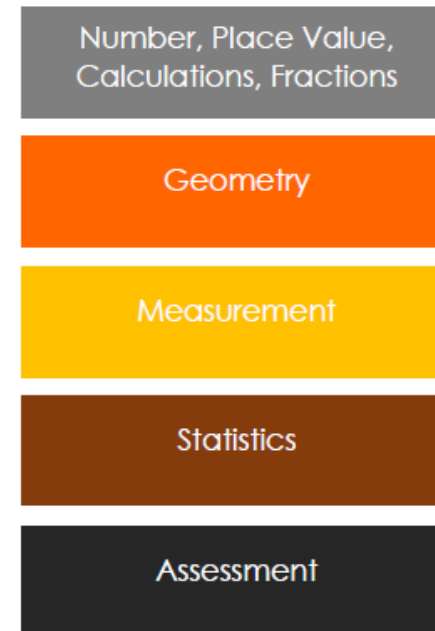 Number, Place Value,
Calculations, Fractions
Geometry
Measurement
Statistics
Assessment